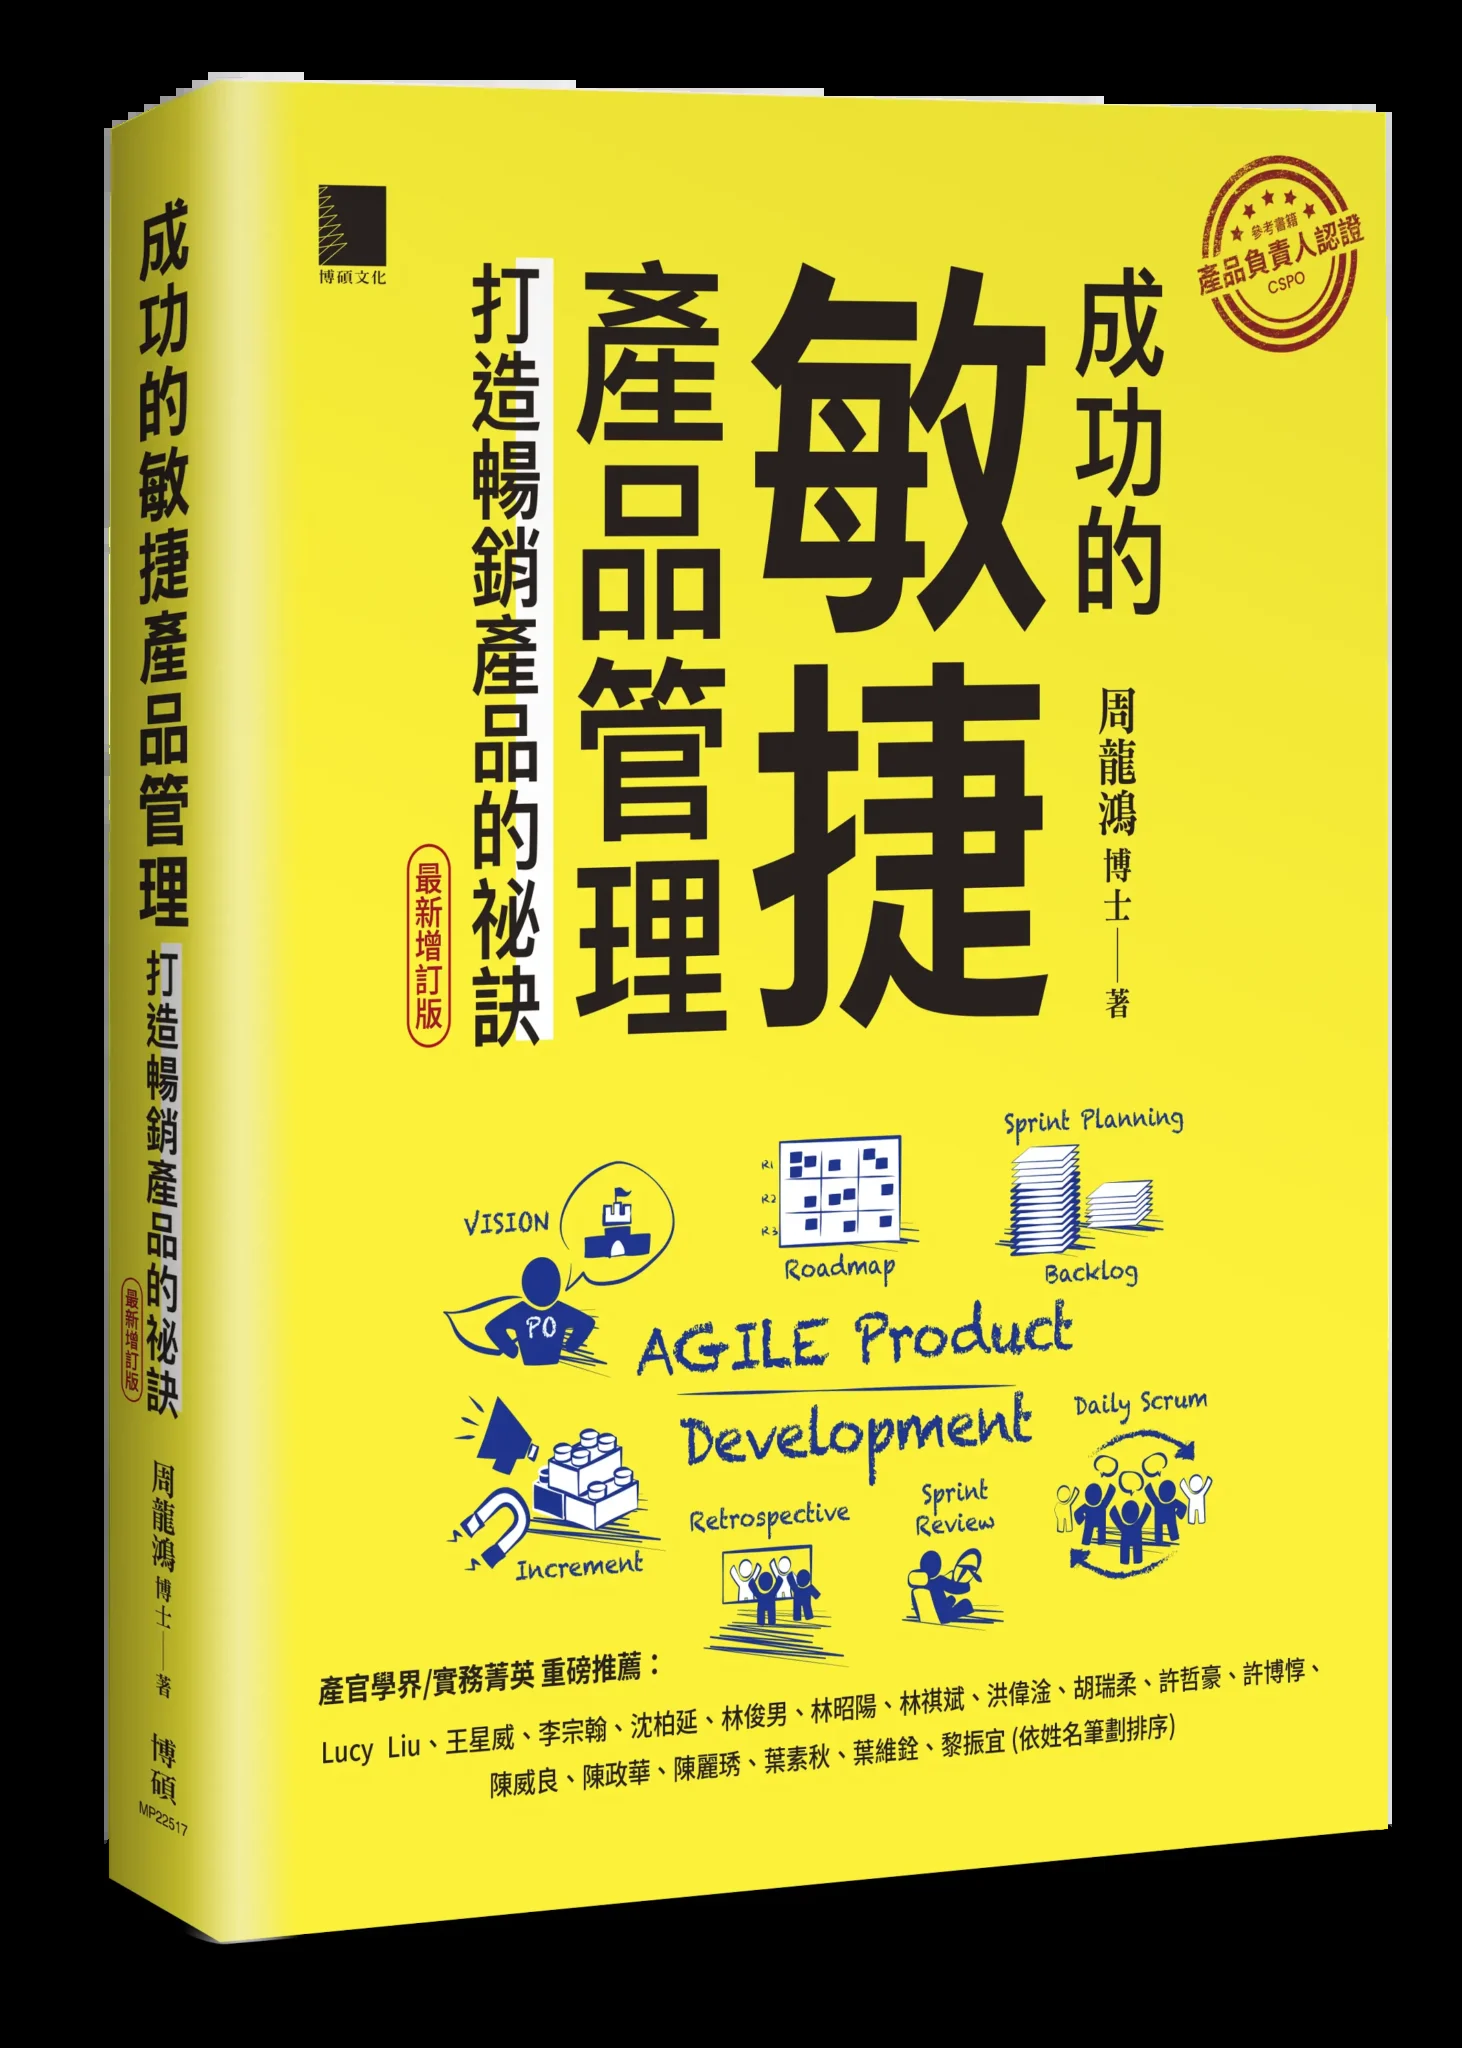 成功的敏捷產品管理
打造暢銷產品的祕訣
最新增訂版
周龍鴻 博士——著
博碩
MP22517
博碩文化
參考書籍
產品負責人認證
CSPO
成功的
敏捷
產品管理
打造暢銷產品的祕訣
最新增訂版
周龍鴻 博士——著
VISION
PO
R1
R2
R3
Roadmap
Sprint Planning
Backlog
AGILE Product
Development
Daily Scrum
Increment
Retrospective
Sprint
Review
產官學界/實務菁英 重磅推薦：
Lucy Liu、王星威、李宗翰、沈柏延、林俊男、林昭陽、林祺斌、洪偉淦、胡瑞柔、許哲豪、許博惇、
陳威良、陳政華、陳麗琇、葉素秋、葉維銓、黎振宜 (依姓名筆劃排序)